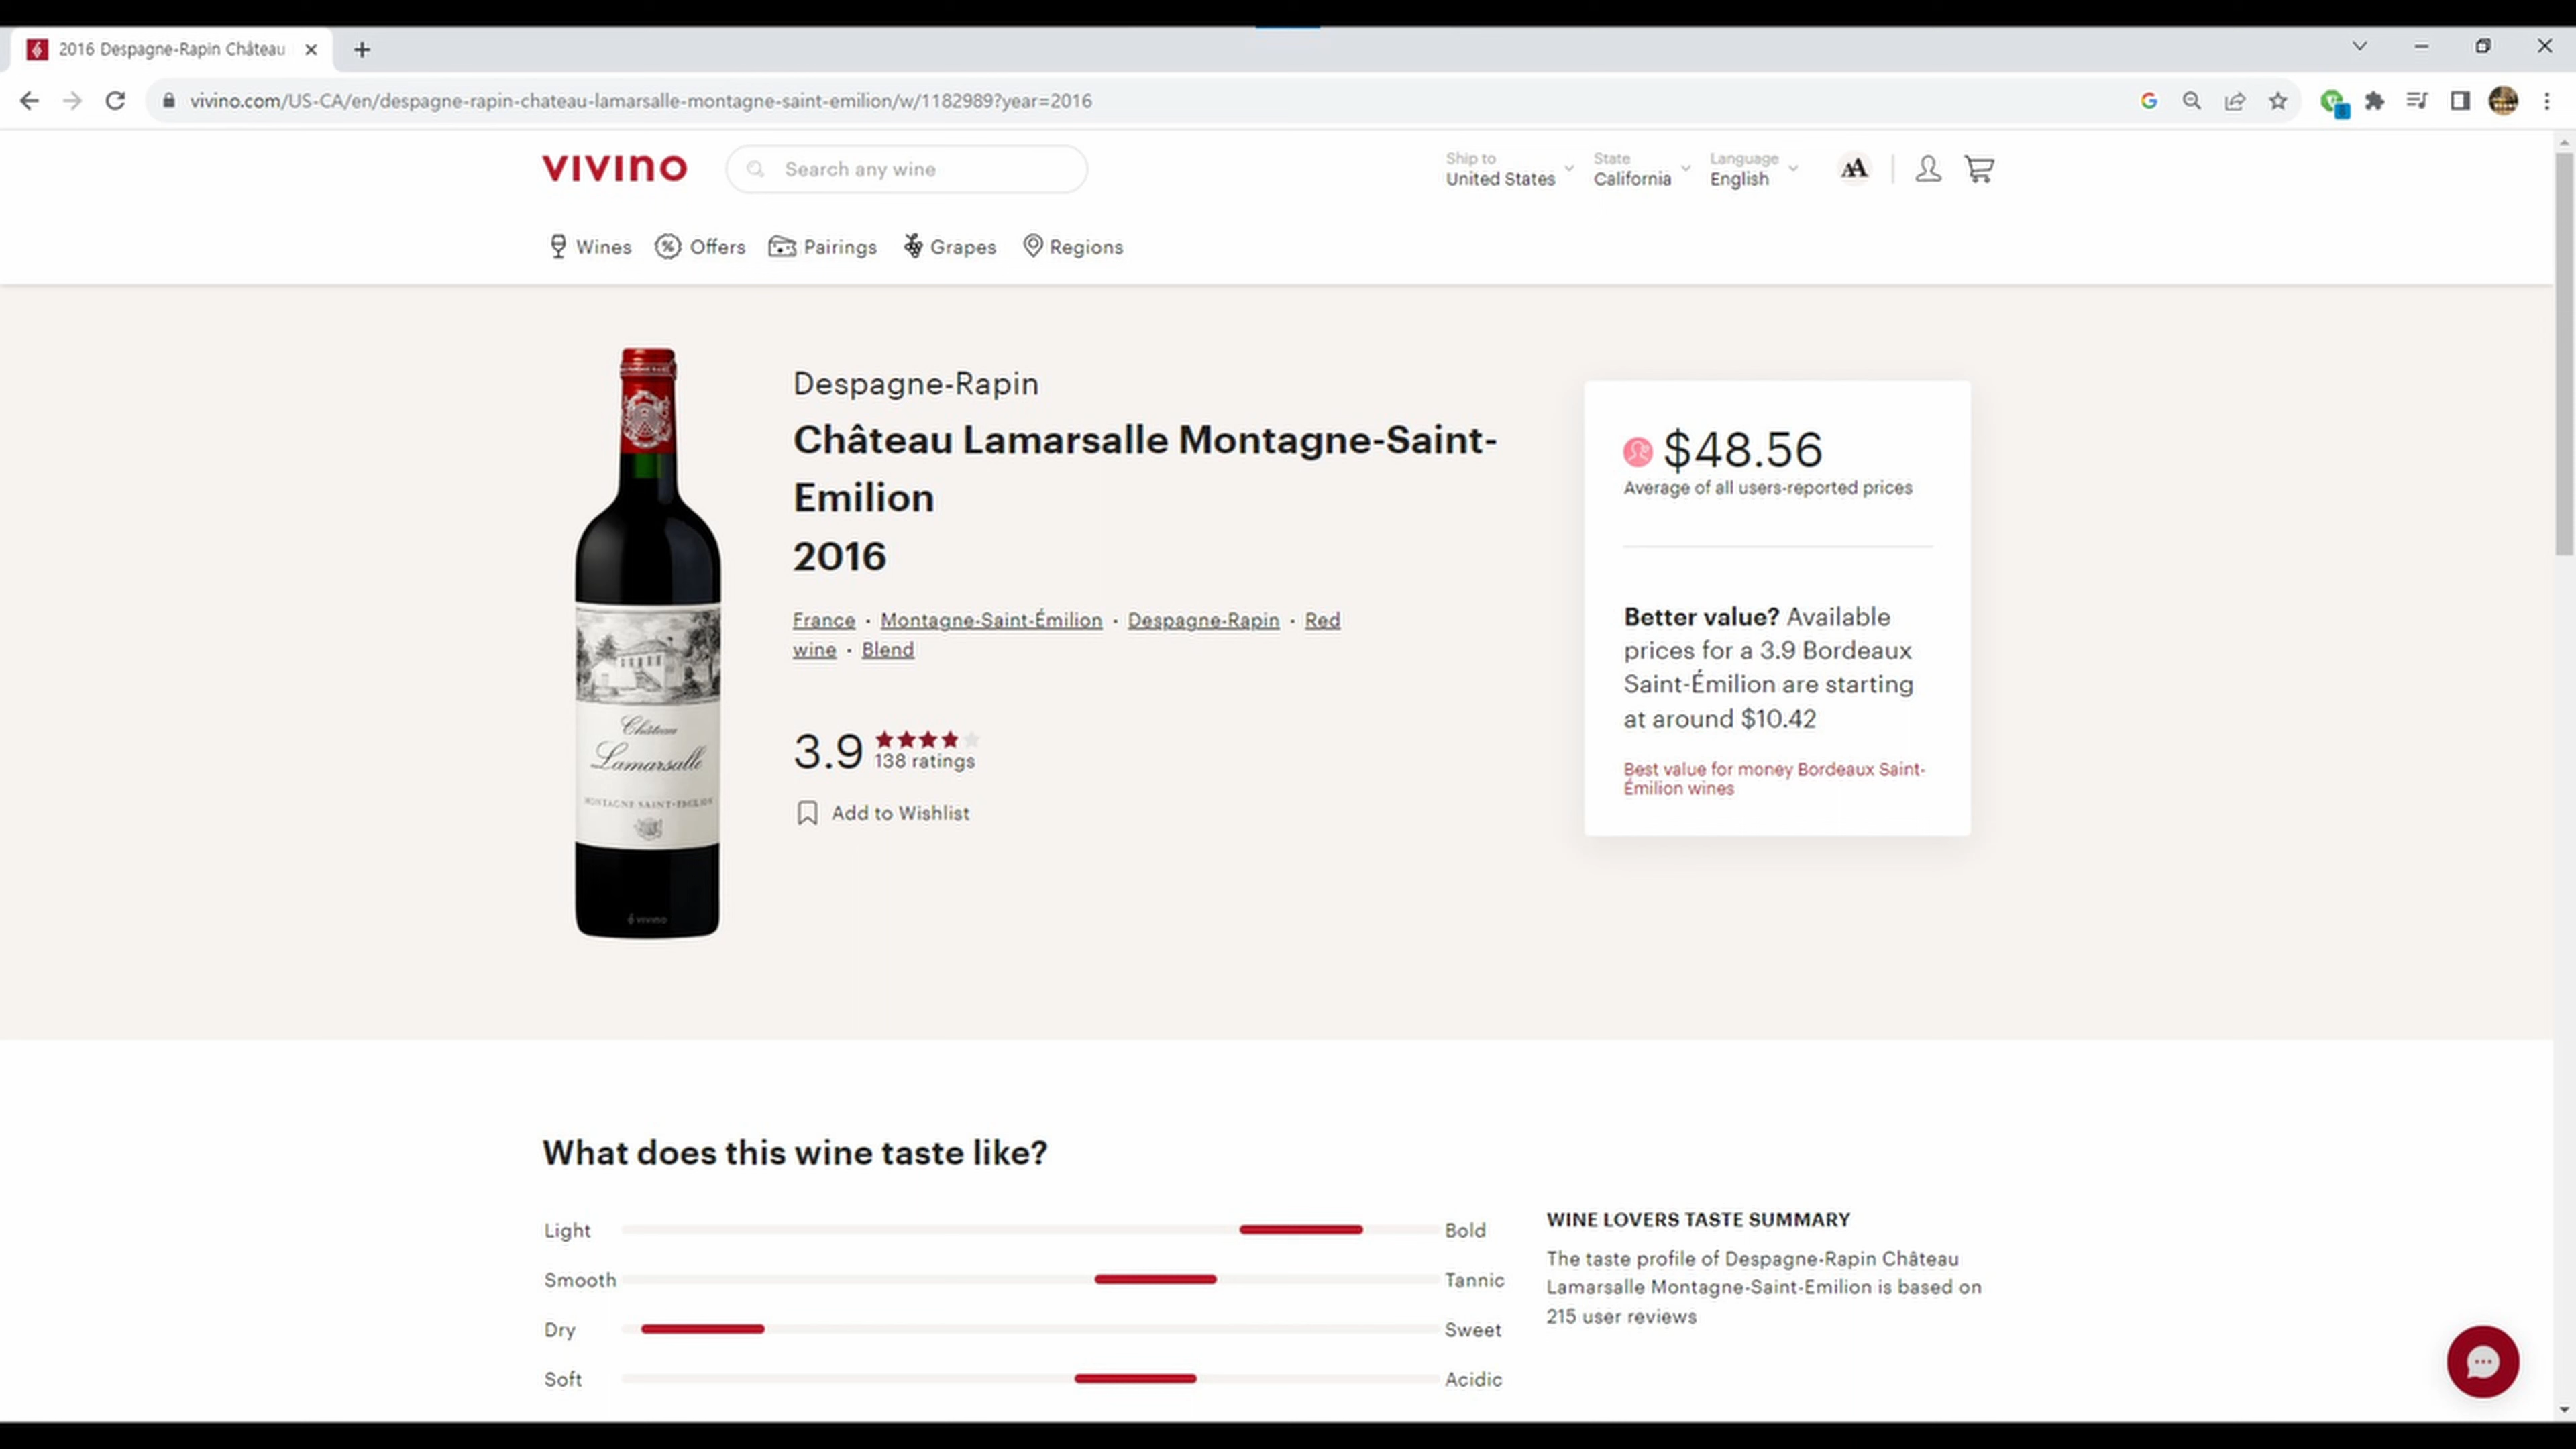 2016 Despagne-Rapin Château
vivino.com/US-CA/en/despagne-rapin-chateau-lamarsalle-montagne-saint-emilion/w/1182989?year=2016
VIVINO
Search any wine
Ship to
United States
State
California
Language
English
Wines
Offers
Pairings
Grapes
Regions
Despagne-Rapin
Château Lamarsalle Montagne-Saint-
Emilion
2016
France · Montagne-Saint-Émilion · Despagne-Rapin · Red
wine · Blend
3.9
138 ratings
Add to Wishlist
Château
Lamarsalle
MONTAGNE SAINT-EMILION
vivino
$48.56
Average of all users-reported prices
Better value? Available
prices for a 3.9 Bordeaux
Saint-Émilion are starting
at around $10.42
Best value for money Bordeaux Saint-
Émilion wines
What does this wine taste like?
Light Bold
Smooth Tannic
Dry Sweet
Soft Acidic
WINE LOVERS TASTE SUMMARY
The taste profile of Despagne-Rapin Château
Lamarsalle Montagne-Saint-Emilion is based on
215 user reviews